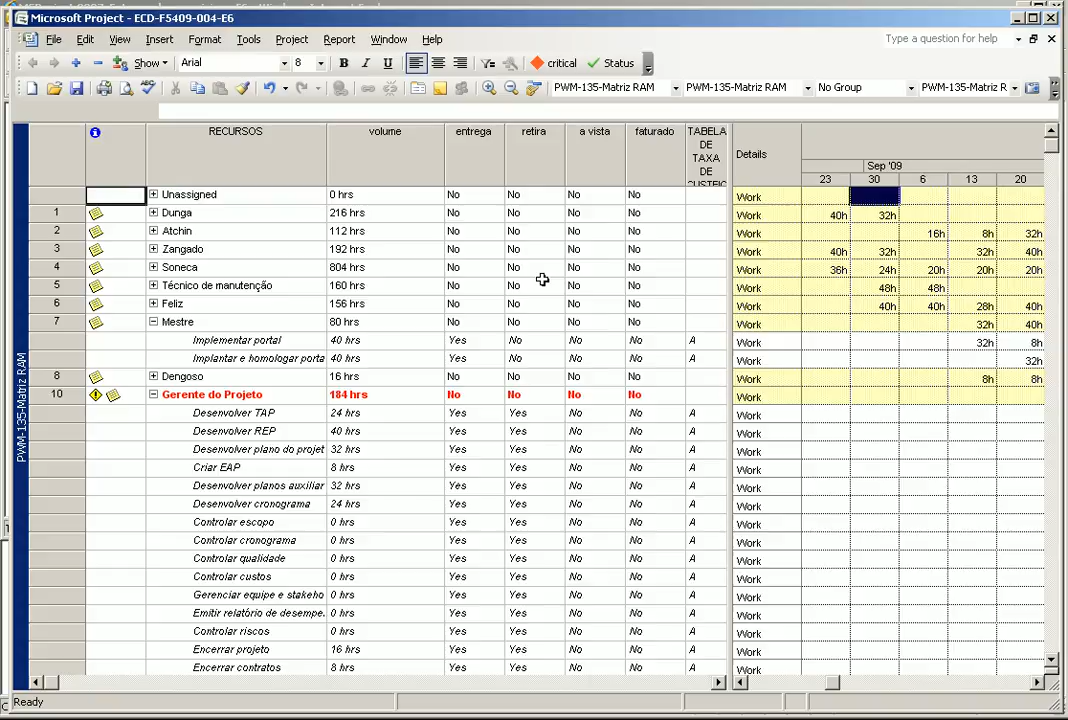 Microsoft Project - ECD-F5409-004-E6
File Edit View Insert Format Tools Project Report Window Help Type a question for help
Show Arial 8 B I U critical Status
PWM-135-Matriz RAM PWM-135-Matriz RAM No Group PWM-135-Matriz R
RECURSOS volume entrega retira a vista faturado TABELA DE TAXA DE CUSTEIO Details
Sep '09
23 30 6 13 20
Unassigned 0 hrs No No No No Work
1 Dunga 216 hrs No No No No Work 40h 32h
2 Atchin 112 hrs No No No No Work 16h 8h 32h
3 Zangado 192 hrs No No No No Work 40h 32h 32h 40h
4 Soneca 804 hrs No No No No Work 36h 24h 20h 20h 20h
5 Técnico de manutenção 160 hrs No No No No Work 48h 48h
6 Feliz 156 hrs No No No No Work 40h 40h 28h 40h
7 Mestre 80 hrs No No No No Work 32h 40h
Implementar portal 40 hrs Yes No No No A Work 32h 8h
Implantar e homologar porta 40 hrs Yes No No No A Work 32h
8 Dengoso 16 hrs No No No No Work 8h 8h
10 Gerente do Projeto 184 hrs No No No No Work
Desenvolver TAP 24 hrs Yes Yes No No A Work
Desenvolver REP 40 hrs Yes Yes No No A Work
Desenvolver plano do projet 32 hrs Yes Yes No No A Work
Criar EAP 8 hrs Yes Yes No No A Work
Desenvolver planos auxiliar 32 hrs Yes Yes No No A Work
Desenvolver cronograma 24 hrs Yes Yes No No A Work
Controlar escopo 0 hrs Yes Yes No No A Work
Controlar cronograma 0 hrs Yes Yes No No A Work
Controlar qualidade 0 hrs Yes Yes No No A Work
Controlar custos 0 hrs Yes Yes No No A Work
Gerenciar equipe e stakeho 0 hrs Yes Yes No No A Work
Emitir relatório de desempe. 0 hrs Yes Yes No No A Work
Controlar riscos 0 hrs Yes Yes No No A Work
Encerrar projeto 16 hrs Yes Yes No No A Work
Encerrar contratos 8 hrs Yes Yes No No A Work
PWM-135-Matriz RAM
Ready